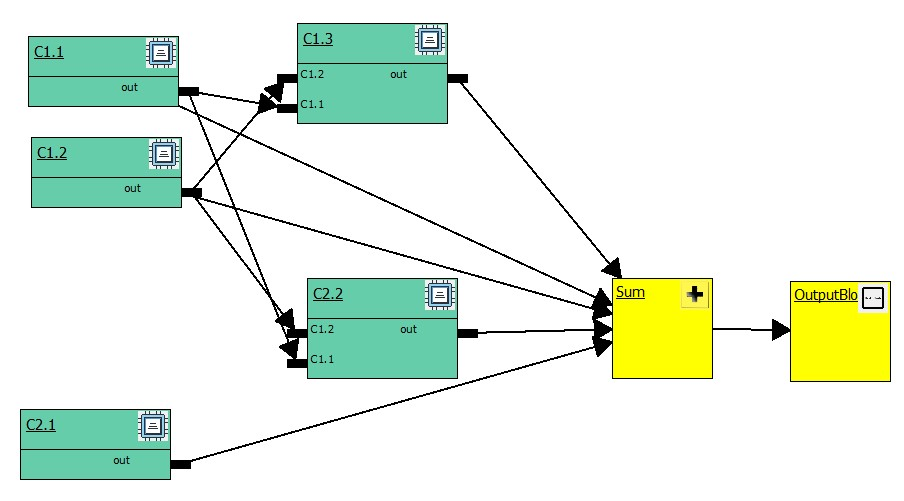 C1.1
out
C1.2
out
C1.3
C1.2 out
C1.1
C2.2
C1.2 out
C1.1
C2.1
out
Sum
OutputBlo